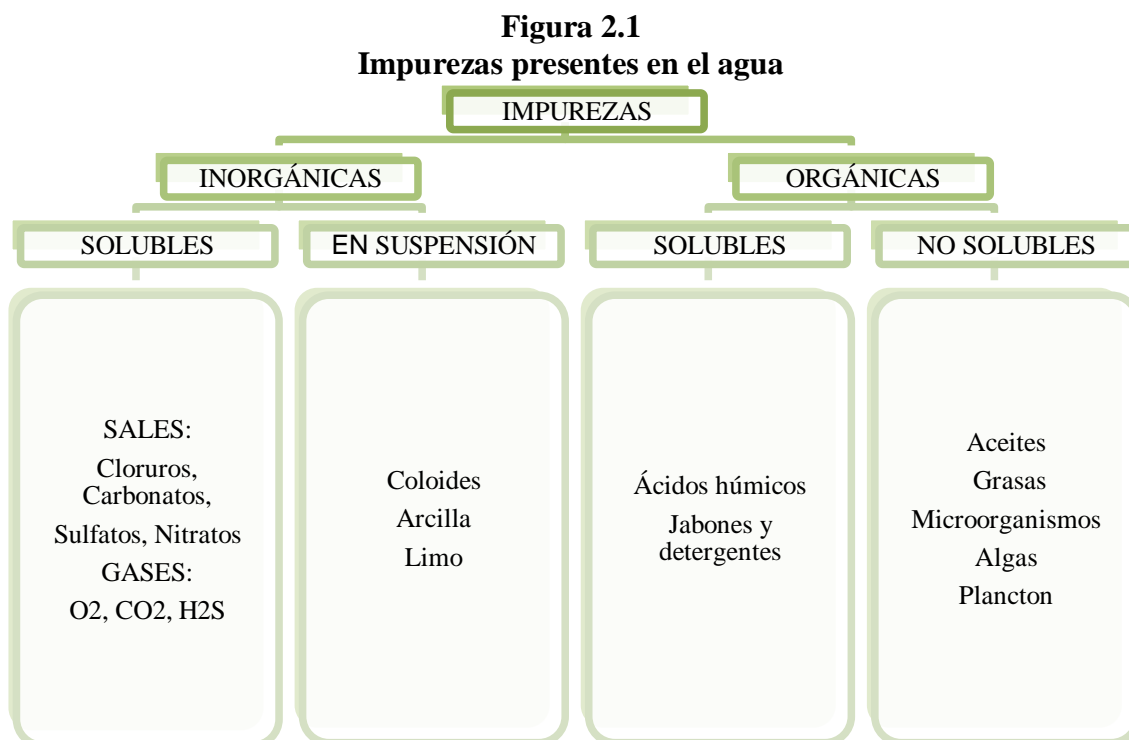 Figura 2.1
Impurezas presentes en el agua
IMPUREZAS
INORGÁNICAS
ORGÁNICAS
SOLUBLES
EN SUSPENSIÓN
SOLUBLES
NO SOLUBLES
SALES:
Cloruros,
Carbonatos,
Sulfatos, Nitratos
GASES:
O2, CO2, H2S
Coloides
Arcilla
Limo
Ácidos húmicos
Jabones y
detergentes
Aceites
Grasas
Microorganismos
Algas
Plancton